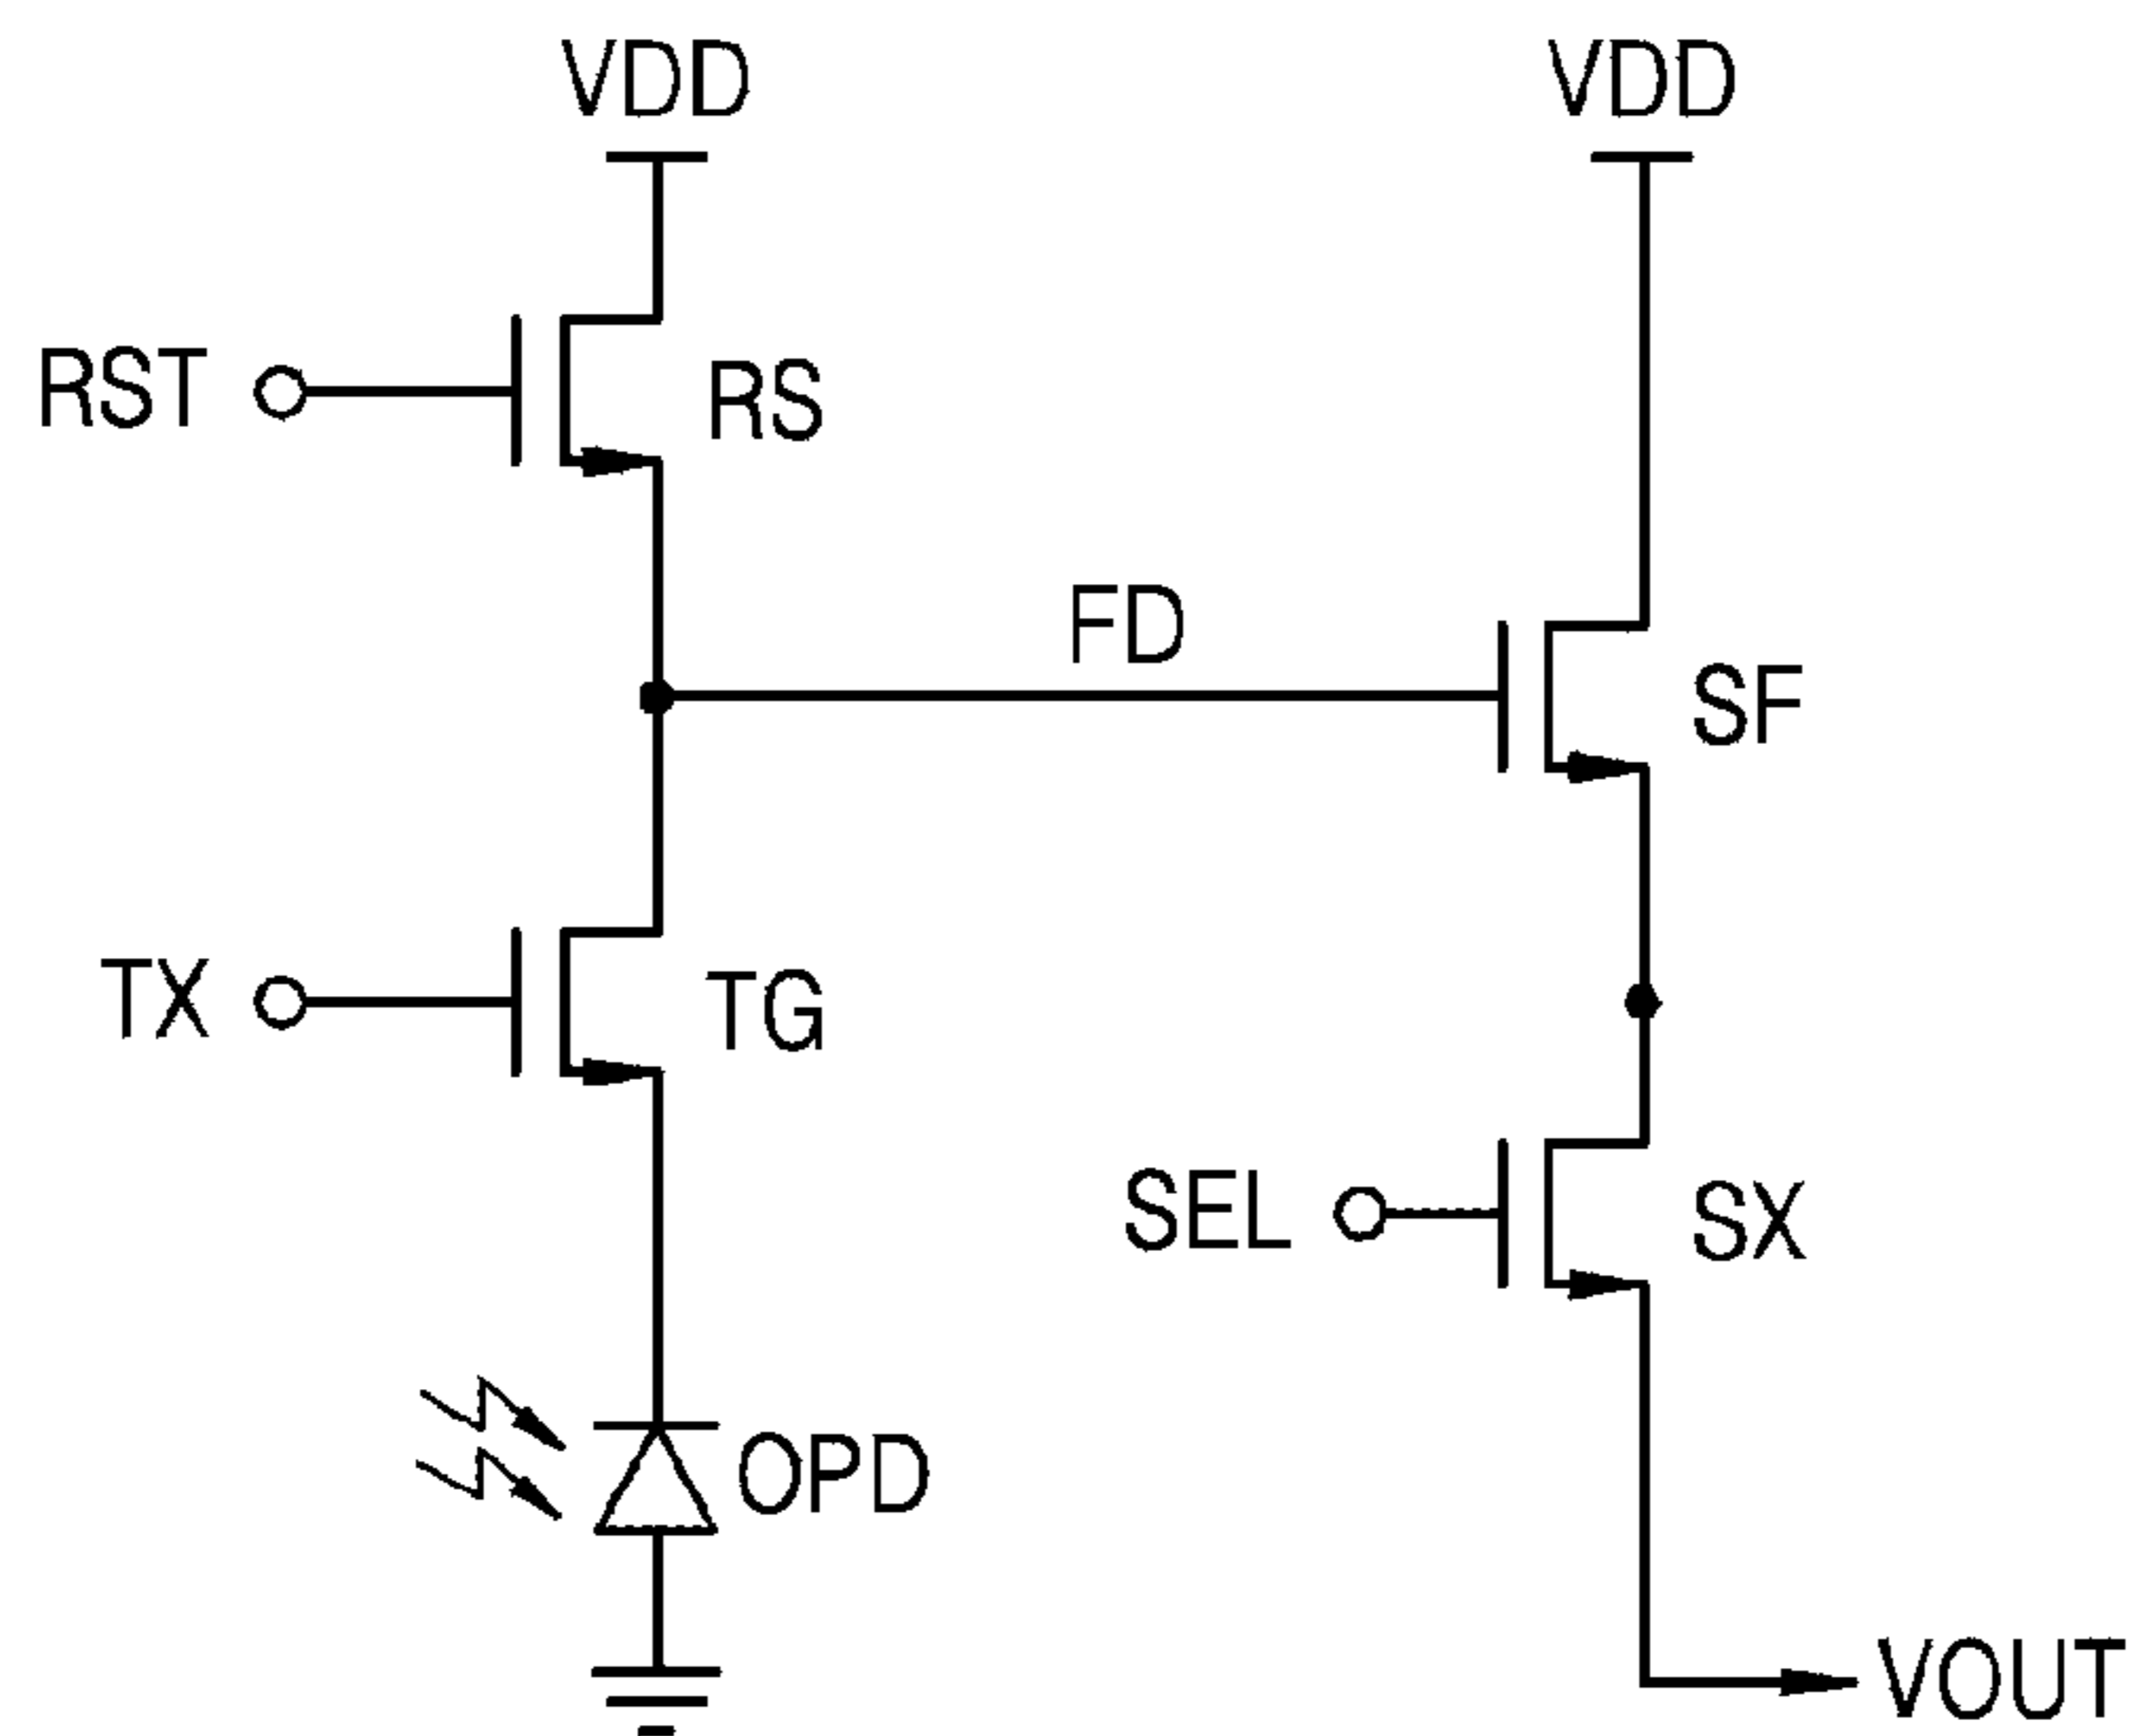 VDD
VDD
RST
RS
FD
SF
TX
TG
SEL
SX
OPD
VOUT